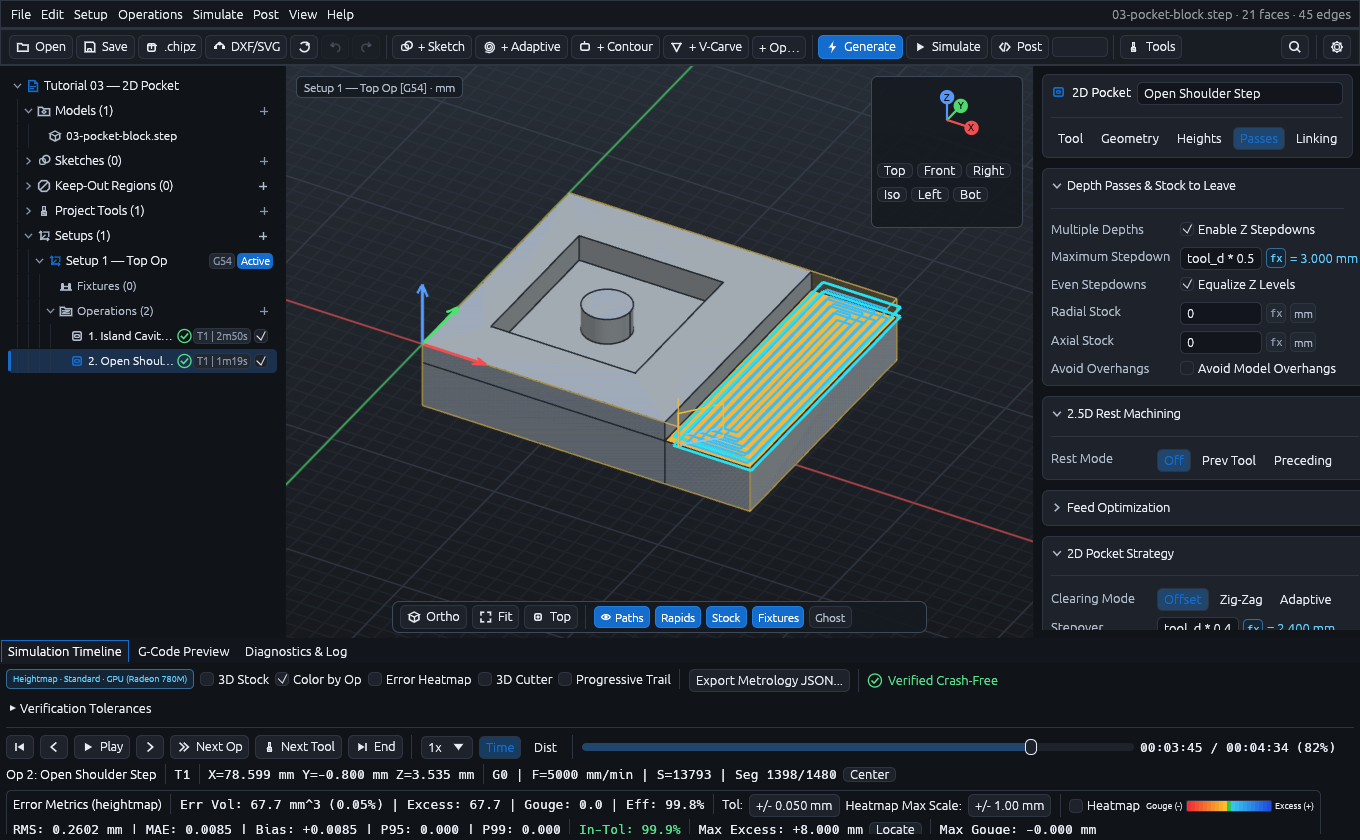 File Edit Setup Operations Simulate Post View Help
03-pocket-block.step · 21 faces · 45 edges
Open Save .chipz DXF/SVG + Sketch + Adaptive + Contour + V-Carve + Op… Generate Simulate Post Tools
Tutorial 03 — 2D Pocket
Models (1) +
03-pocket-block.step
Sketches (0) +
Keep-Out Regions (0) +
Project Tools (1) +
Setups (1) +
Setup 1 — Top Op G54 Active
Fixtures (0)
Operations (2) +
1. Island Cavit… T1 | 2m50s
2. Open Shoul… T1 | 1m19s
Setup 1 — Top Op [G54] · mm
Z
Y
X
Top Front Right
Iso Left Bot
Ortho Fit Top Paths Rapids Stock Fixtures Ghost
2D Pocket Open Shoulder Step
Tool Geometry Heights Passes Linking
Depth Passes & Stock to Leave
Multiple Depths Enable Z Stepdowns
Maximum Stepdown tool_d * 0.5 fx = 3.000 mm
Even Stepdowns Equalize Z Levels
Radial Stock 0 fx mm
Axial Stock 0 fx mm
Avoid Overhangs Avoid Model Overhangs
2.5D Rest Machining
Rest Mode Off Prev Tool Preceding
Feed Optimization
2D Pocket Strategy
Clearing Mode Offset Zig-Zag Adaptive
Stepover tool_d * 0.4 fx = 2.400 mm
Simulation Timeline G-Code Preview Diagnostics & Log
Heightmap · Standard · GPU (Radeon 780M) 3D Stock Color by Op Error Heatmap 3D Cutter Progressive Trail Export Metrology JSON… Verified Crash-Free
Verification Tolerances
Play Next Op Next Tool End 1x Time Dist 00:03:45 / 00:04:34 (82%)
Op 2: Open Shoulder Step T1 X=78.599 mm Y=-0.800 mm Z=3.535 mm G0 | F=5000 mm/min | S=13793 | Seg 1398/1480 Center
Error Metrics (heightmap) Err Vol: 67.7 mm^3 (0.05%) | Excess: 67.7 | Gouge: 0.0 | Eff: 99.8% Tol: +/- 0.050 mm Heatmap Max Scale: +/- 1.00 mm Heatmap Gouge (-) Excess (+)
RMS: 0.2602 mm | MAE: 0.0085 | Bias: +0.0085 | P95: 0.000 | P99: 0.000 In-Tol: 99.9% Max Excess: +8.000 mm Locate Max Gouge: -0.000 mm